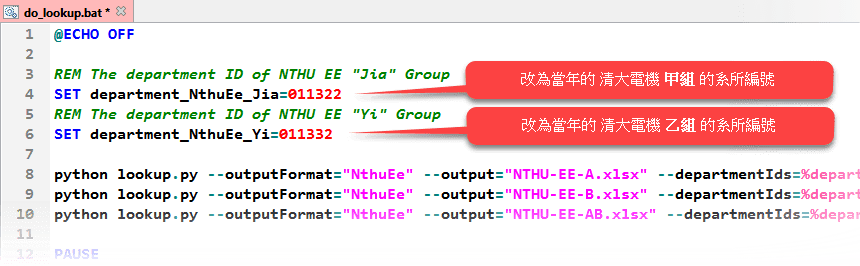 do_lookup.bat *
1 @ECHO OFF
2
3 REM The department ID of NTHU EE "Jia" Group
4 SET department_NthuEe_Jia=011322
改為當年的 清大電機 甲組 的系所編號
5 REM The department ID of NTHU EE "Yi" Group
6 SET department_NthuEe_Yi=011332
改為當年的 清大電機 乙組 的系所編號
7
8 python lookup.py --outputFormat="NthuEe" --output="NTHU-EE-A.xlsx" --departmentIds=%depar
9 python lookup.py --outputFormat="NthuEe" --output="NTHU-EE-B.xlsx" --departmentIds=%depar
10 python lookup.py --outputFormat="NthuEe" --output="NTHU-EE-AB.xlsx" --departmentIds=%depa
11
12 PAUSE